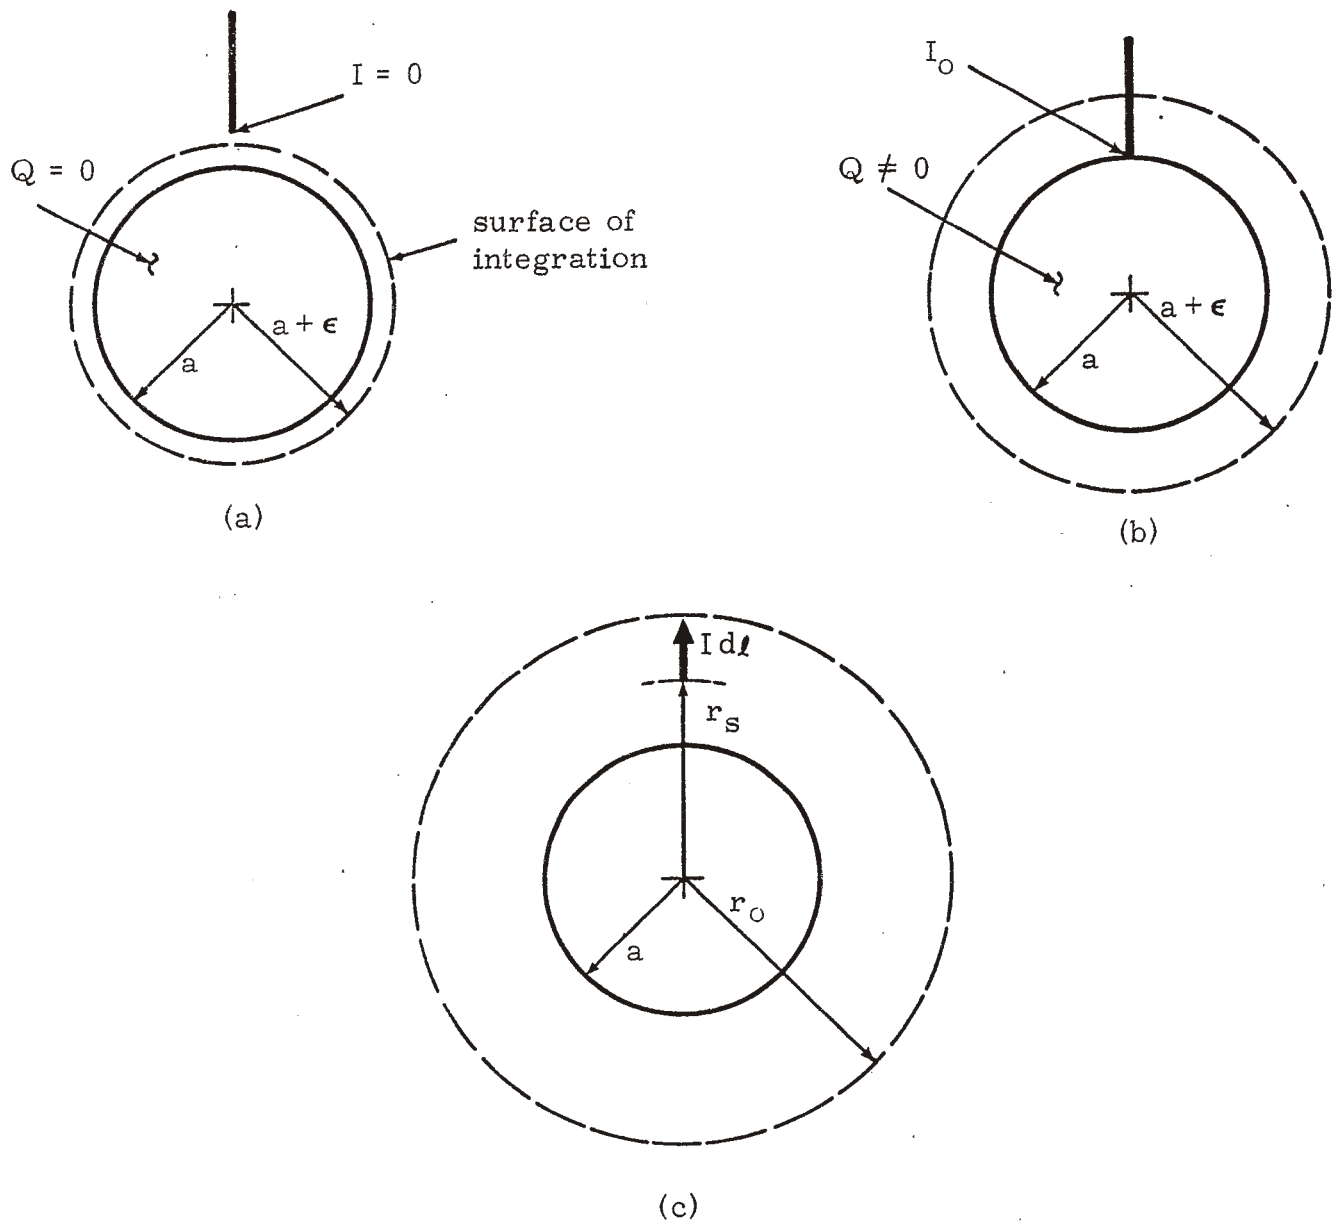 I = 0
Q = 0
surface of
integration
a + ϵ
a
(a)
I₀
Q ≠ 0
a + ϵ
a
(b)
I dℓ
rₛ
r₀
a
(c)